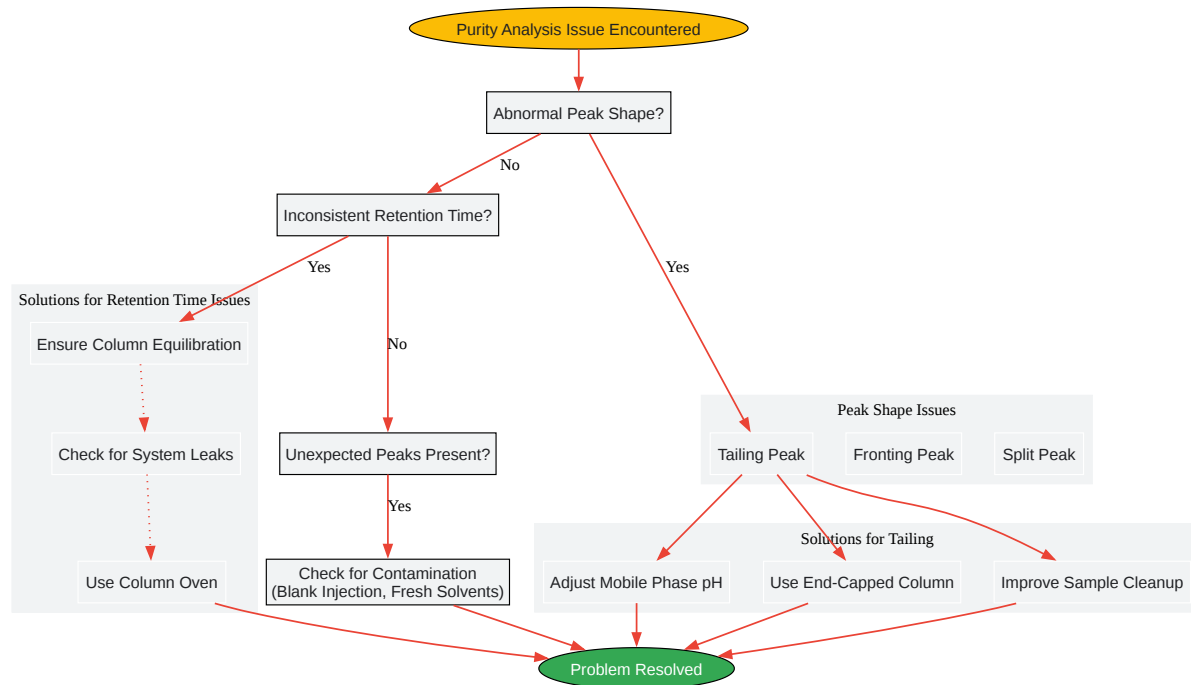 Purity Analysis Issue Encountered
Abnormal Peak Shape?
No
Inconsistent Retention Time?
Yes
Yes
Solutions for Retention Time Issues
Ensure Column Equilibration
No
Peak Shape Issues
Check for System Leaks
Unexpected Peaks Present?
Tailing Peak
Fronting Peak
Split Peak
Yes
Solutions for Tailing
Use Column Oven
Check for Contamination
(Blank Injection, Fresh Solvents)
Adjust Mobile Phase pH
Use End-Capped Column
Improve Sample Cleanup
Problem Resolved